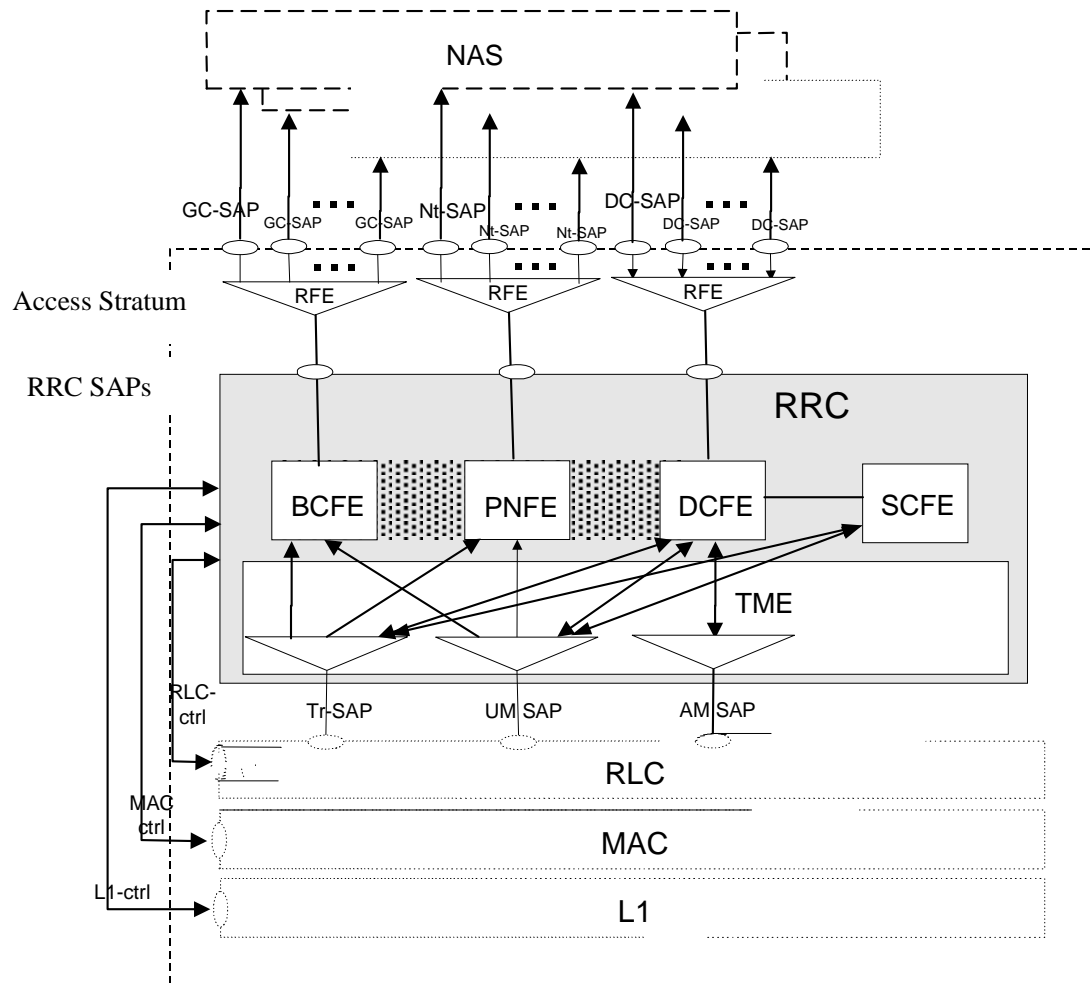 NAS
GC-SAP
GC-SAP
GC-SAP
Nt-SAP
Nt-SAP
Nt-SAP
DC-SAP
DC-SAP
DC-SAP
RFE
RFE
RFE
Access Stratum
RRC SAPs
RRC
BCFE
PNFE
DCFE
SCFE
TME
RLC-
ctrl
Tr-SAP
UM SAP
AM SAP
RLC
MAC
ctrl
MAC
L1-ctrl
L1